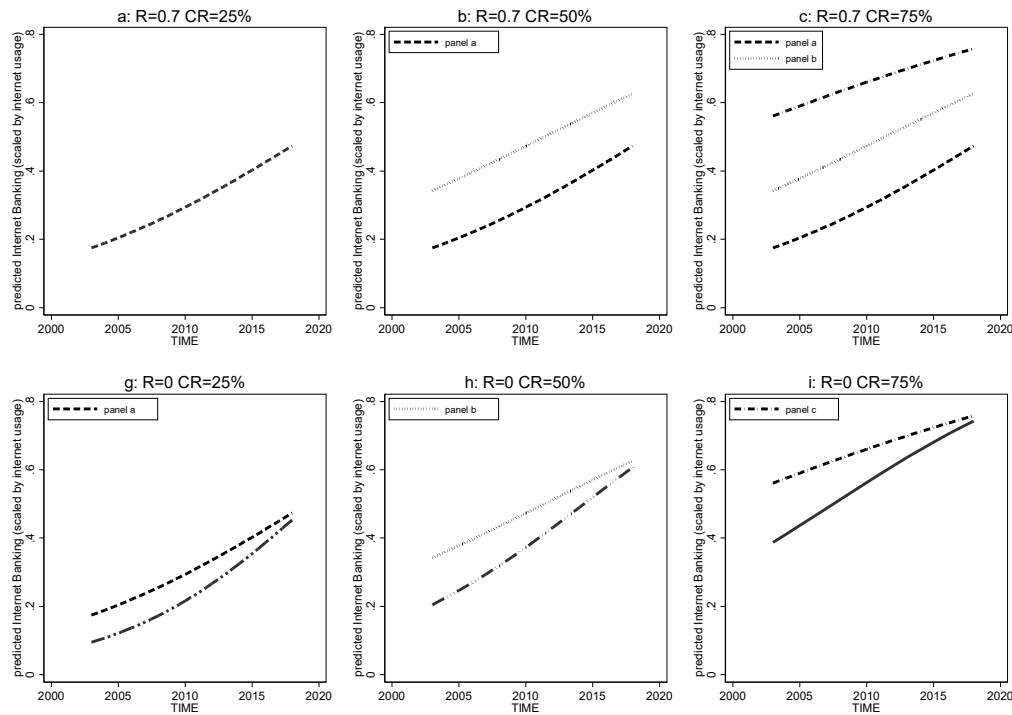 a: R=0.7 CR=25%
predicted Internet Banking (scaled by internet usage)
0 .2 .4 .6 .8
2000 2005 2010 2015 2020
TIME
b: R=0.7 CR=50%
panel a
predicted Internet Banking (scaled by internet usage)
0 .2 .4 .6 .8
2000 2005 2010 2015 2020
TIME
c: R=0.7 CR=75%
panel a
panel b
predicted Internet Banking (scaled by internet usage)
0 .2 .4 .6 .8
2000 2005 2010 2015 2020
TIME
g: R=0 CR=25%
panel a
predicted Internet Banking (scaled by internet usage)
0 .2 .4 .6 .8
2000 2005 2010 2015 2020
TIME
h: R=0 CR=50%
panel b
predicted Internet Banking (scaled by internet usage)
0 .2 .4 .6 .8
2000 2005 2010 2015 2020
TIME
i: R=0 CR=75%
panel c
predicted Internet Banking (scaled by internet usage)
0 .2 .4 .6 .8
2000 2005 2010 2015 2020
TIME